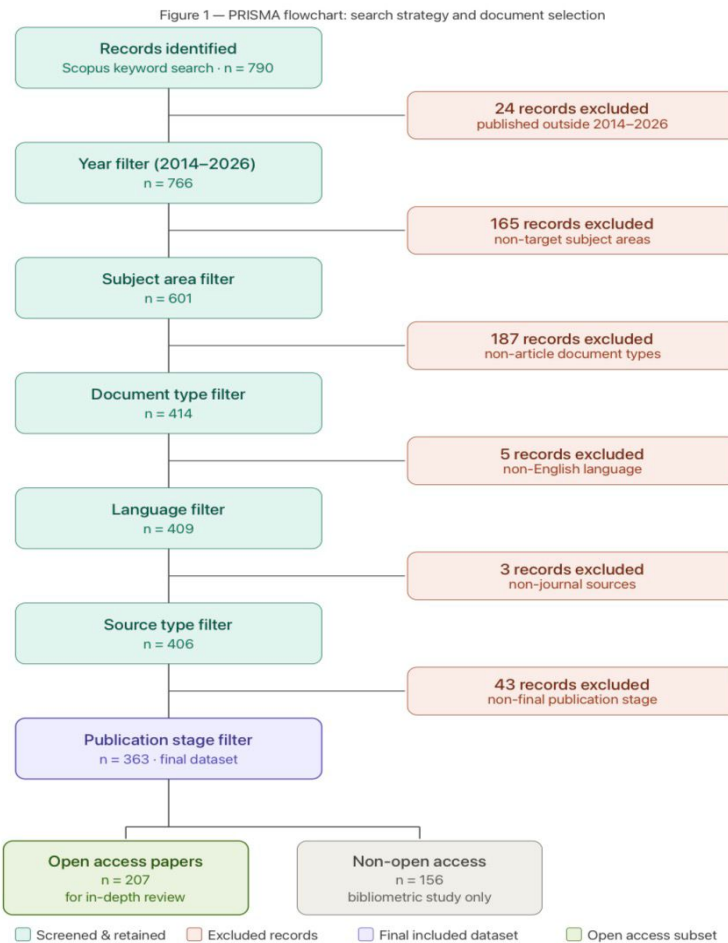 Figure 1 — PRISMA flowchart: search strategy and document selection
Records identified
Scopus keyword search · n = 790
24 records excluded
published outside 2014–2026
Year filter (2014–2026)
n = 766
165 records excluded
non-target subject areas
Subject area filter
n = 601
187 records excluded
non-article document types
Document type filter
n = 414
5 records excluded
non-English language
Language filter
n = 409
3 records excluded
non-journal sources
Source type filter
n = 406
43 records excluded
non-final publication stage
Publication stage filter
n = 363 · final dataset
Open access papers
n = 207
for in-depth review
Non-open access
n = 156
bibliometric study only
Screened & retained
Excluded records
Final included dataset
Open access subset